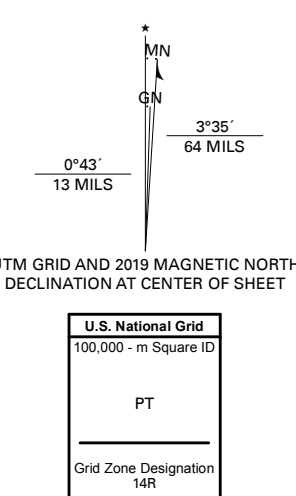 MN
GN
3°35´
64 MILS
0°43´
13 MILS
UTM GRID AND 2019 MAGNETIC NORTH
DECLINATION AT CENTER OF SHEET
U.S. National Grid
100,000 - m Square ID
PT
Grid Zone Designation
14R